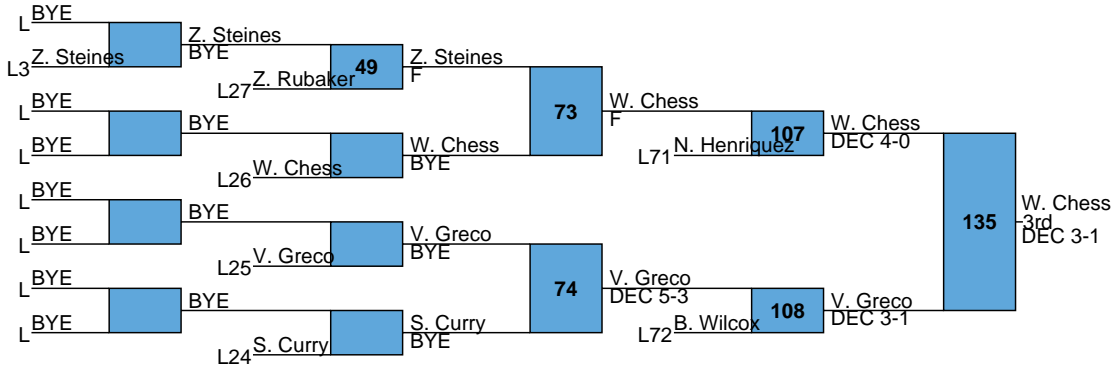 L BYE
L3 Z. Steines
Z. Steines
BYE
L27 Z. Rubaker
49
Z. Steines
F
L BYE
L BYE
BYE
L26 W. Chess
W. Chess
BYE
73
W. Chess
F
L71 N. Henriquez
107
W. Chess
DEC 4-0
L BYE
L BYE
BYE
L25 V. Greco
V. Greco
BYE
L BYE
L BYE
BYE
L24 S. Curry
S. Curry
BYE
74
V. Greco
DEC 5-3
L72 B. Wilcox
108
V. Greco
DEC 3-1
135
W. Chess
3rd
DEC 3-1